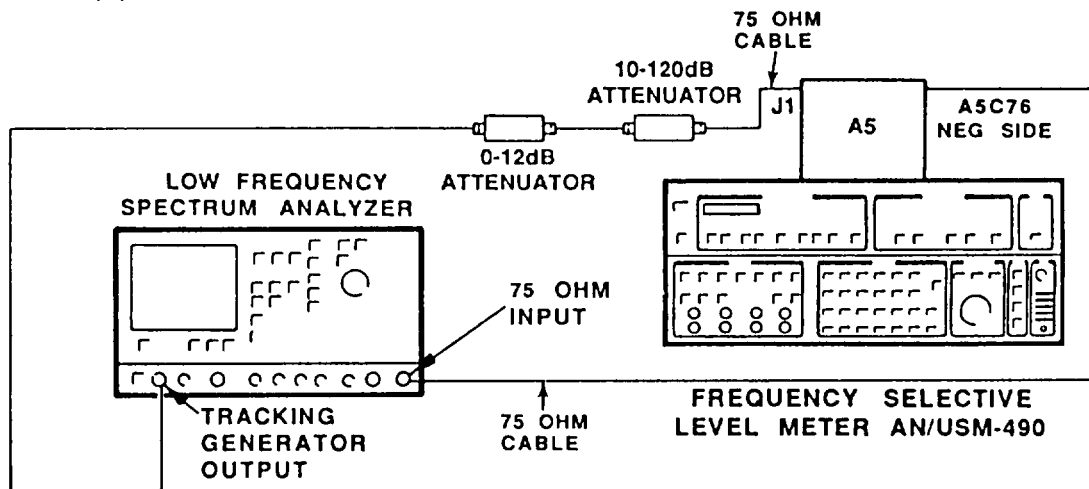 75 OHM
CABLE
10-120dB
ATTENUATOR
J1
A5
A5C76
NEG SIDE
0-12dB
ATTENUATOR
LOW FREQUENCY
SPECTRUM ANALYZER
75 OHM
INPUT
TRACKING
GENERATOR
OUTPUT
75 OHM
CABLE
FREQUENCY SELECTIVE
LEVEL METER AN/USM-490